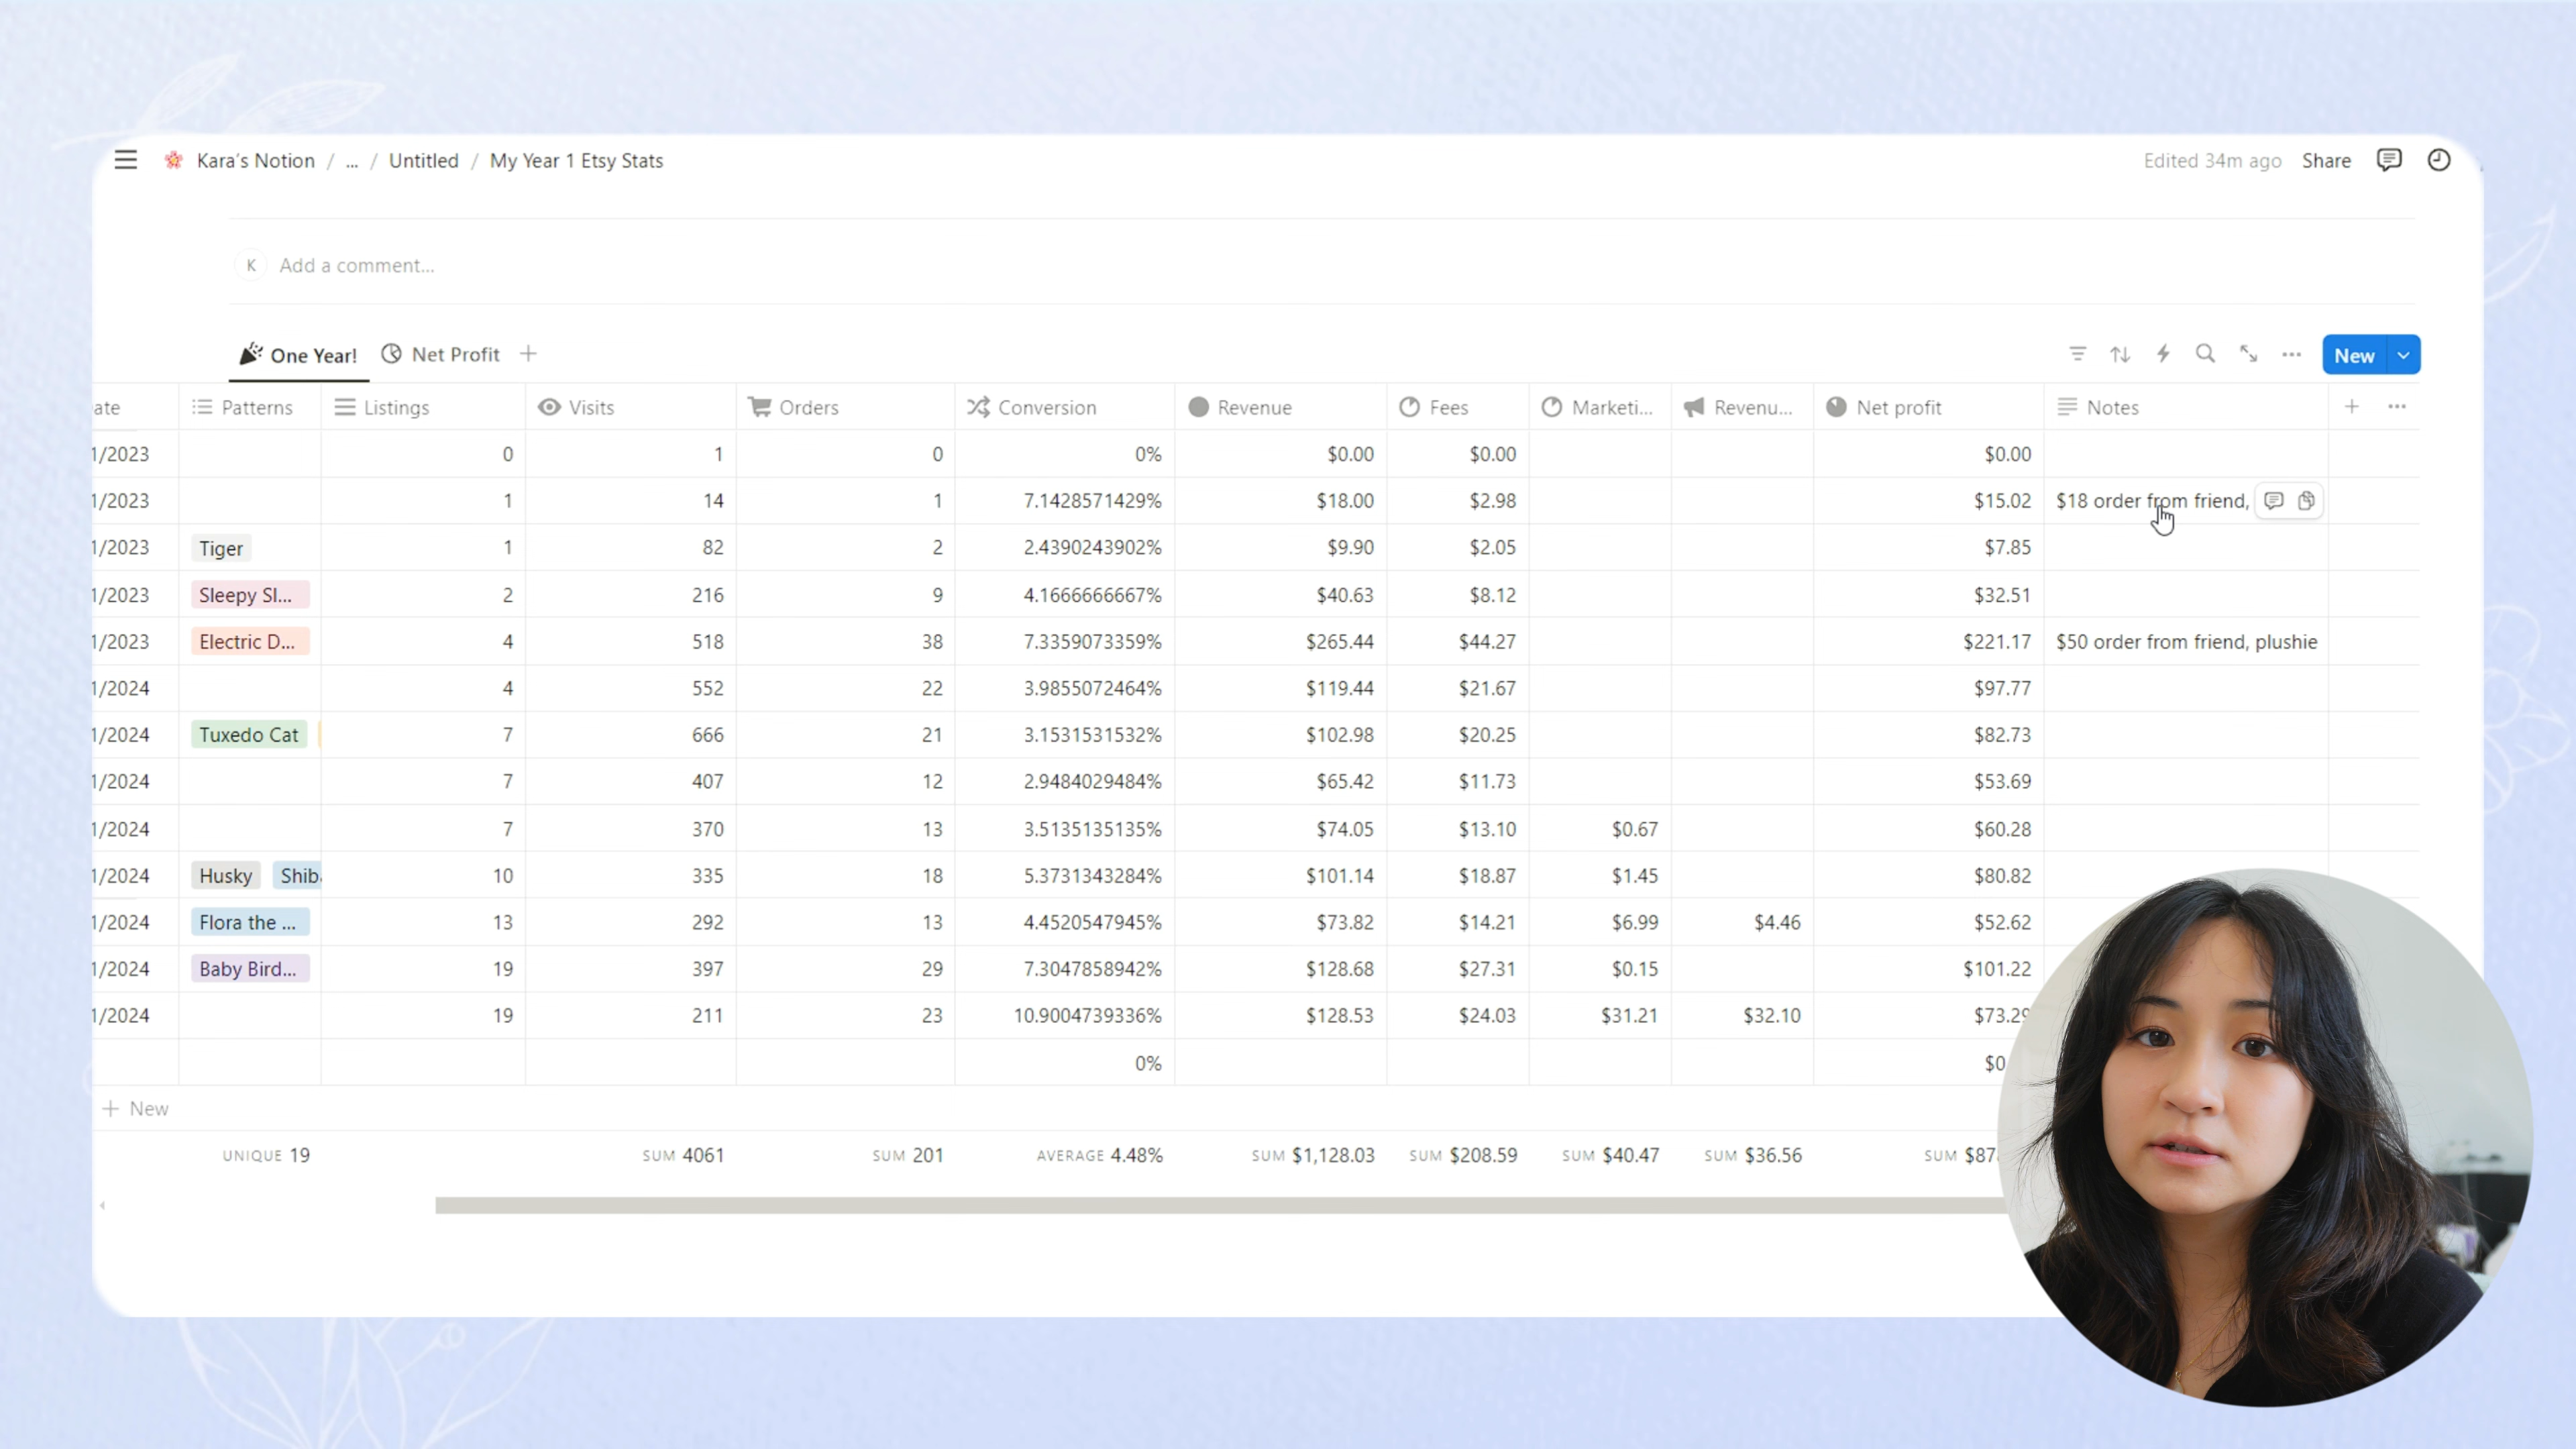 Kara's Notion / ... / Untitled / My Year 1 Etsy Stats Edited 34m ago Share
K Add a comment...
One Year! Net Profit + New
ate Patterns Listings Visits Orders Conversion Revenue Fees Marketi... Revenu... Net profit Notes + ...
1/2023 0 1 0 0% $0.00 $0.00 $0.00
1/2023 1 14 1 7.1428571429% $18.00 $2.98 $15.02 $18 order from friend,
1/2023 Tiger 1 82 2 2.4390243902% $9.90 $2.05 $7.85
1/2023 Sleepy Sl... 2 216 9 4.1666666667% $40.63 $8.12 $32.51
1/2023 Electric D... 4 518 38 7.3359073359% $265.44 $44.27 $221.17 $50 order from friend, plushie
1/2024 4 552 22 3.9855072464% $119.44 $21.67 $97.77
1/2024 Tuxedo Cat 7 666 21 3.1531531532% $102.98 $20.25 $82.73
1/2024 7 407 12 2.9484029484% $65.42 $11.73 $53.69
1/2024 7 370 13 3.5135135135% $74.05 $13.10 $0.67 $60.28
1/2024 Husky Shib 10 335 18 5.3731343284% $101.14 $18.87 $1.45 $80.82
1/2024 Flora the ... 13 292 13 4.4520547945% $73.82 $14.21 $6.99 $4.46 $52.62
1/2024 Baby Bird... 19 397 29 7.3047858942% $128.68 $27.31 $0.15 $101.22
1/2024 19 211 23 10.9004739336% $128.53 $24.03 $31.21 $32.10 $73.29
0% $0
+ New
UNIQUE 19 SUM 4061 SUM 201 AVERAGE 4.48% SUM $1,128.03 SUM $208.59 SUM $40.47 SUM $36.56 SUM $87